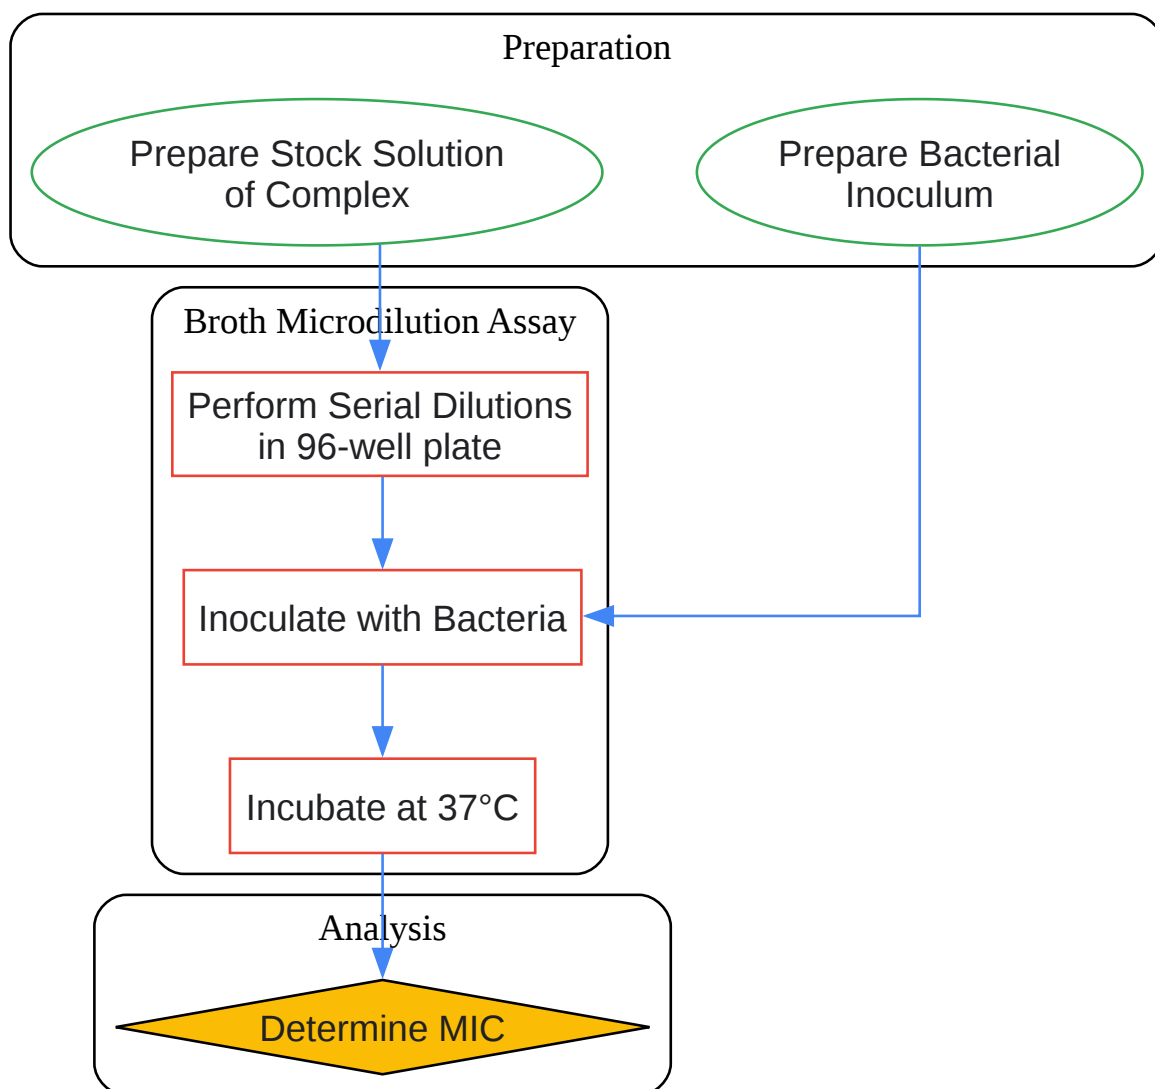 Preparation
Prepare Stock Solution
of Complex
Prepare Bacterial
Inoculum
Broth Microdilution Assay
Perform Serial Dilutions
in 96-well plate
Inoculate with Bacteria
Incubate at 37°C
Analysis
Determine MIC